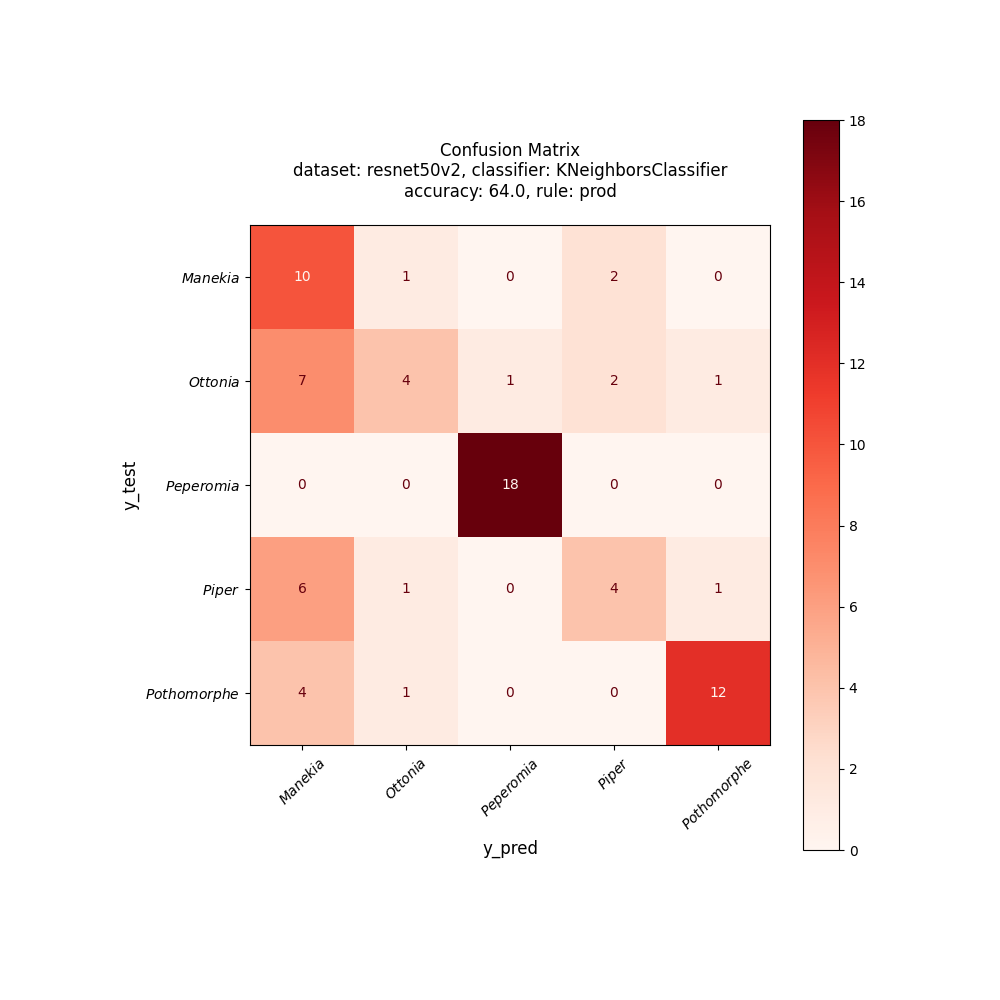 Confusion Matrix
dataset: resnet50v2, classifier: KNeighborsClassifier
accuracy: 64.0, rule: prod
Manekia 10 1 0 2 0
Ottonia 7 4 1 2 1
Peperomia 0 0 18 0 0
Piper 6 1 0 4 1
Pothomorphe 4 1 0 0 12
y_test
Manekia Ottonia Peperomia Piper Pothomorphe
y_pred
18
16
14
12
10
8
6
4
2
0